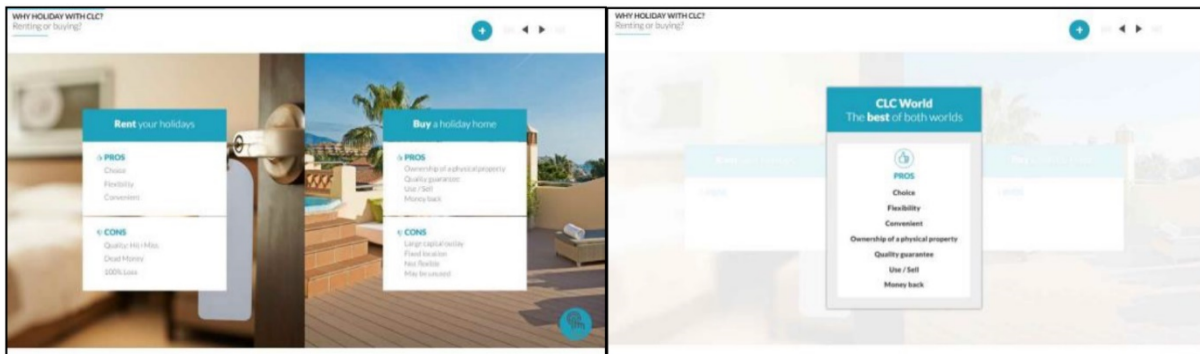 WHY HOLIDAY WITH CLC?
Renting or buying?
Rent your holidays
PROS
Choice
Flexibility
Convenient
CONS
Quality: Hit / Miss
Dead Money
100% Loss
Buy a holiday home
PROS
Ownership of a physical property
Quality guarantee
Use / Sell
Money back
CONS
Large capital outlay
Fixed location
Not flexible
May be unused
WHY HOLIDAY WITH CLC?
Renting or buying?
CLC World
The best of both worlds
PROS
Choice
Flexibility
Convenient
Ownership of a physical property
Quality guarantee
Use / Sell
Money back